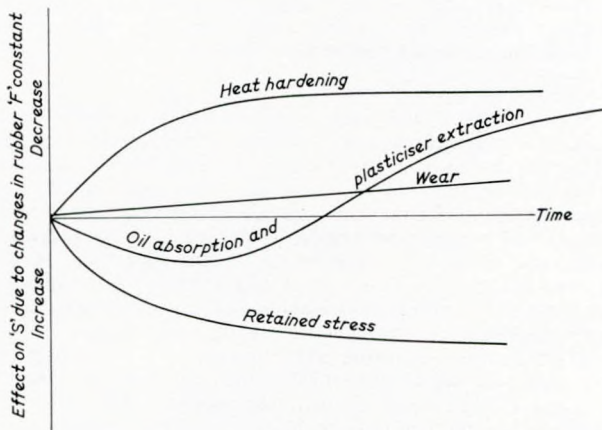 Effect on 'S' due to changes in rubber 'F' constant
Decrease
Increase
Heat hardening
plasticiser extraction
Wear
Time
Oil absorption and
Retained stress